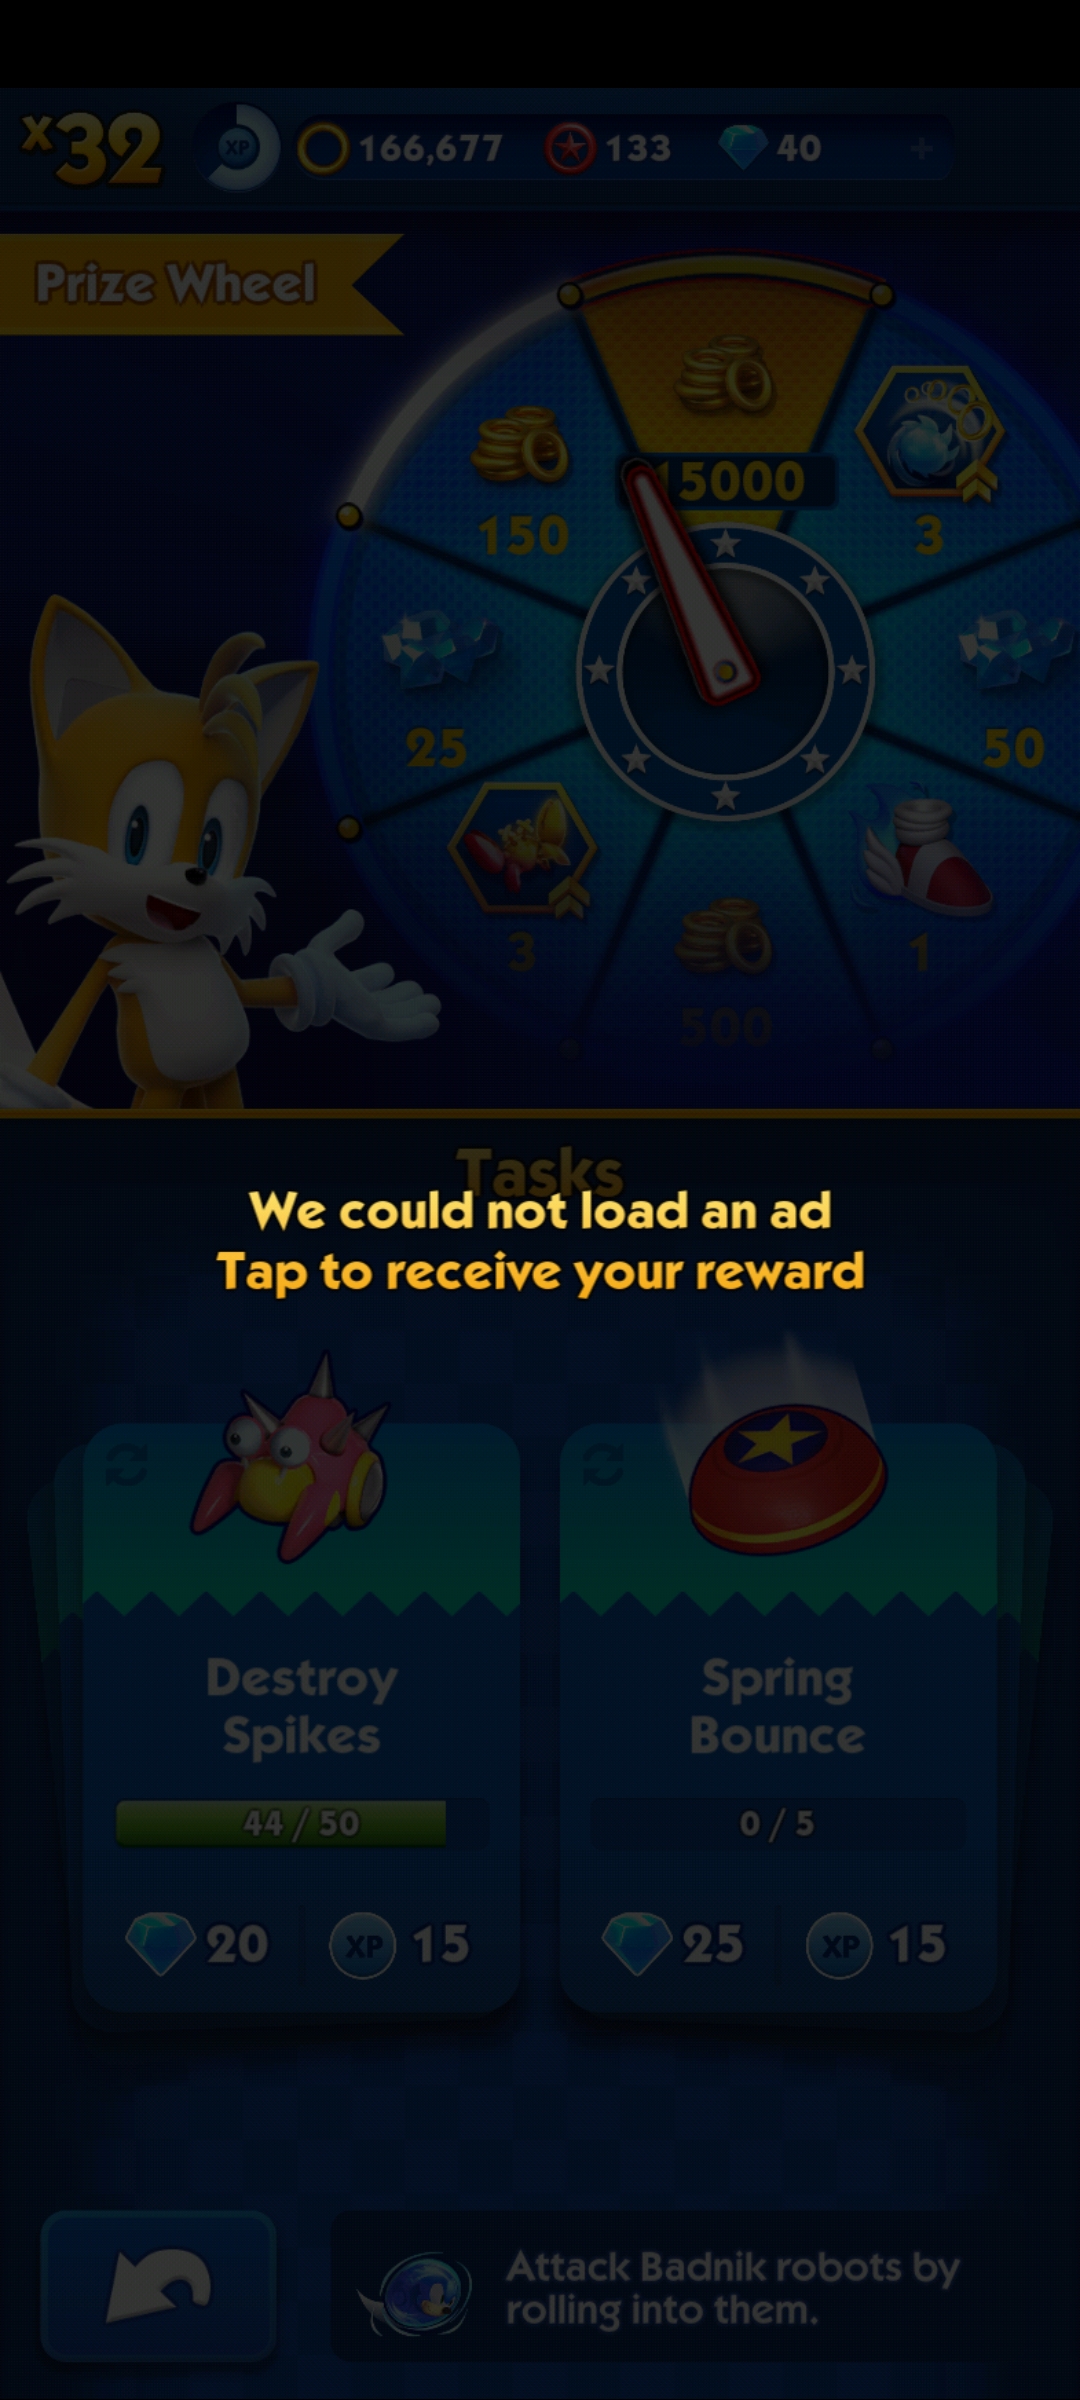 x32
XP
166,677
133
40
+
Prize Wheel
150
15000
3
25
50
3
1
500
Tasks
We could not load an ad
Tap to receive your reward
Destroy
Spikes
Spring
Bounce
44 / 50
0 / 5
20
XP
15
25
XP
15
Attack Badnik robots by
rolling into them.